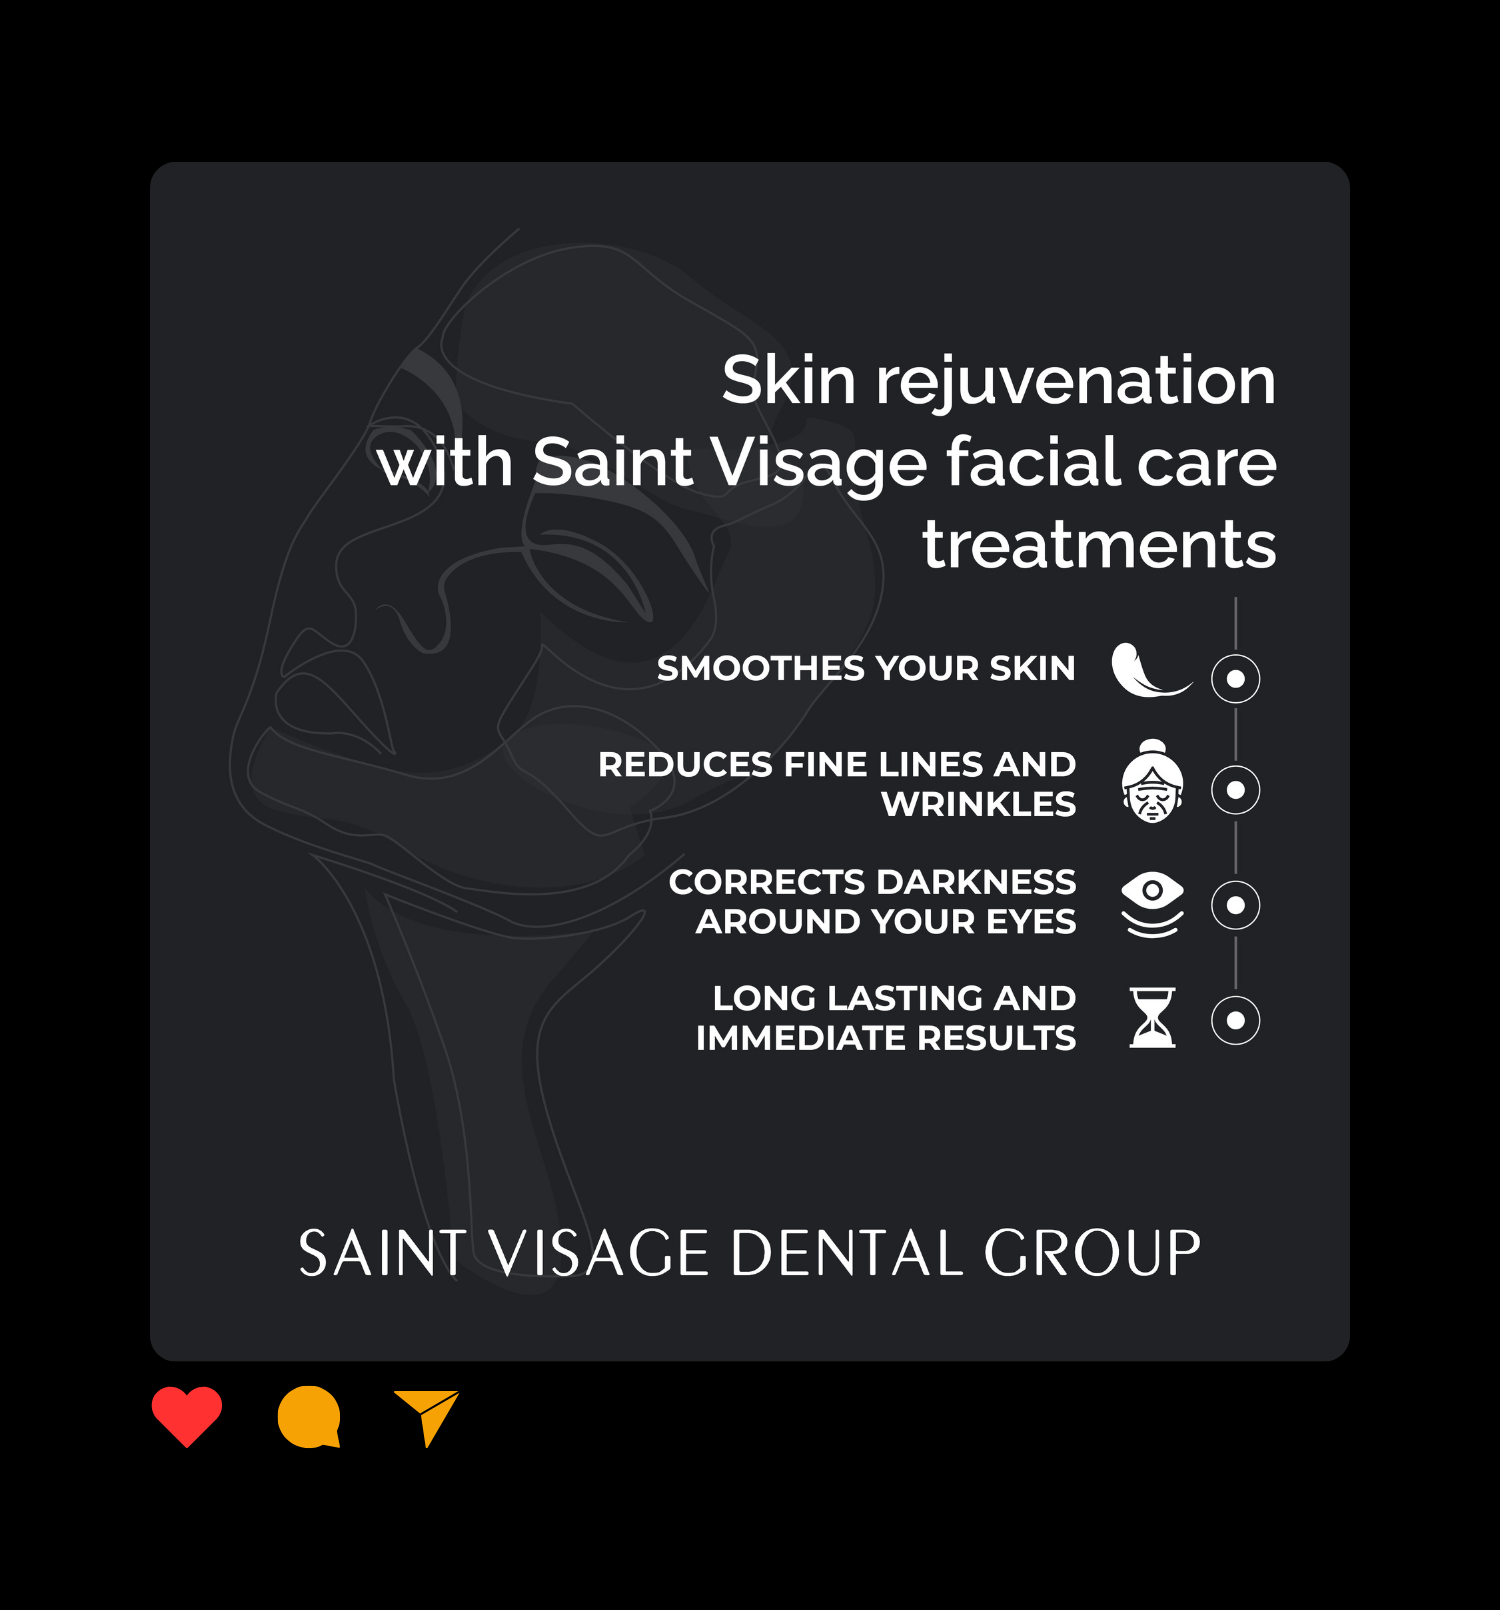 Skin rejuvenation
with Saint Visage facial care
treatments
SMOOTHES YOUR SKIN
REDUCES FINE LINES AND
WRINKLES
CORRECTS DARKNESS
AROUND YOUR EYES
LONG LASTING AND
IMMEDIATE RESULTS
SAINT VISAGE DENTAL GROUP